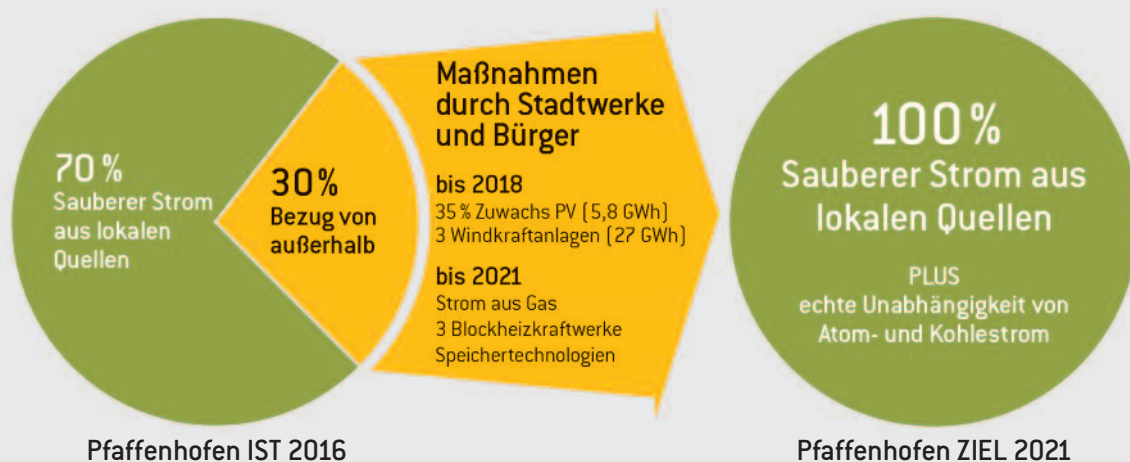 70 %
Sauberer Strom
aus lokalen
Quellen
30 %
Bezug von
außerhalb
Maßnahmen
durch Stadtwerke
und Bürger
bis 2018
35 % Zuwachs PV (5,8 GWh)
3 Windkraftanlagen (27 GWh)
bis 2021
Strom aus Gas
3 Blockheizkraftwerke
Speichertechnologien
100 %
Sauberer Strom aus
lokalen Quellen
PLUS
echte Unabhängigkeit von
Atom- und Kohlestrom
Pfaffenhofen IST 2016
Pfaffenhofen ZIEL 2021